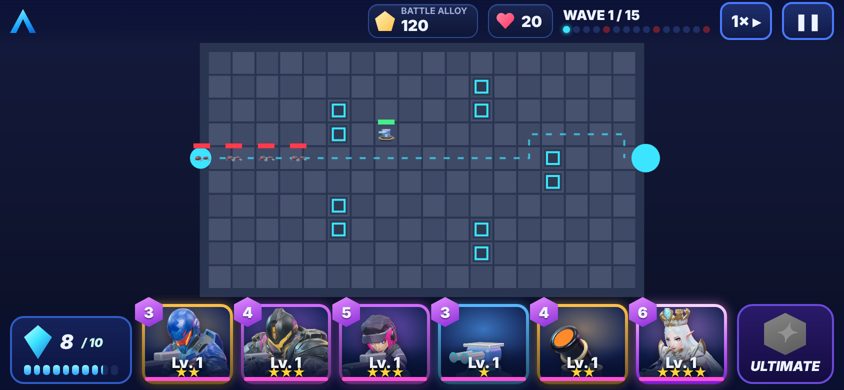 BATTLE ALLOY
120
20
WAVE 1 / 15
1×
8 / 10
3
Lv. 1
4
Lv. 1
5
Lv. 1
3
Lv. 1
4
Lv. 1
6
Lv. 1
ULTIMATE